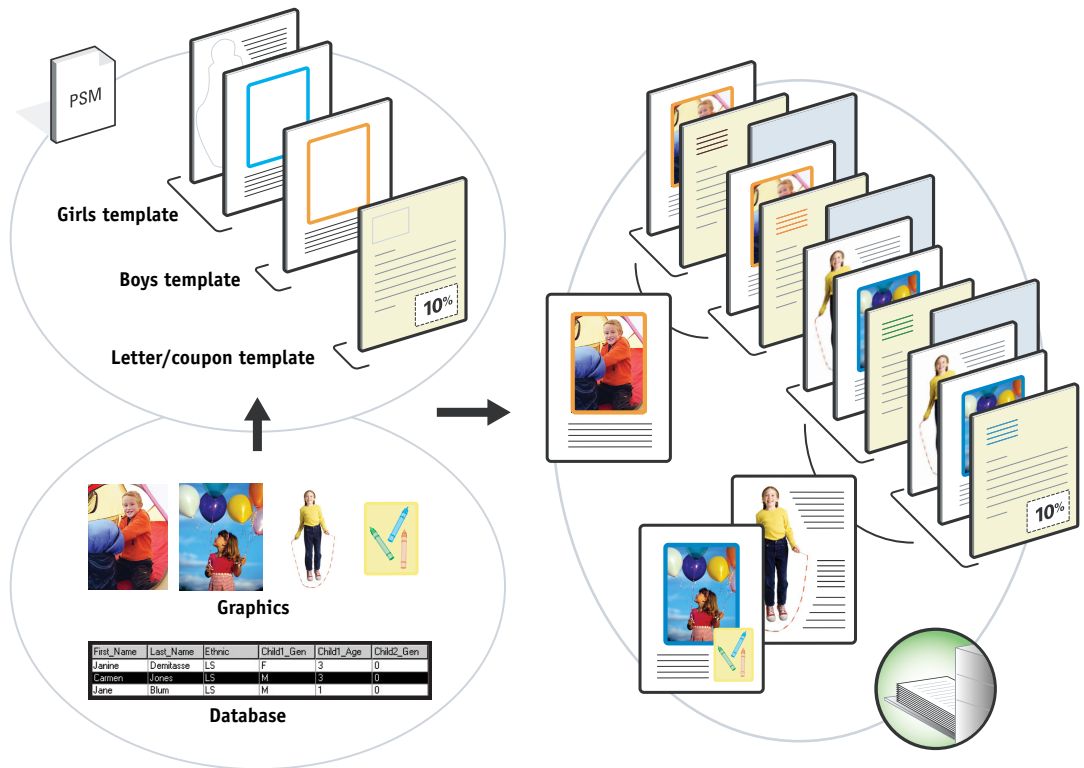 PSM
Girls template
Boys template
Letter/coupon template
10%
10%
Graphics
First_Name Last_Name Ethnic Child1_Gen Child1_Age Child2_Gen
Janine Demitasse LS F 3 0
Carmen Jones LS M 3 0
Jane Blum LS M 1 0
Database